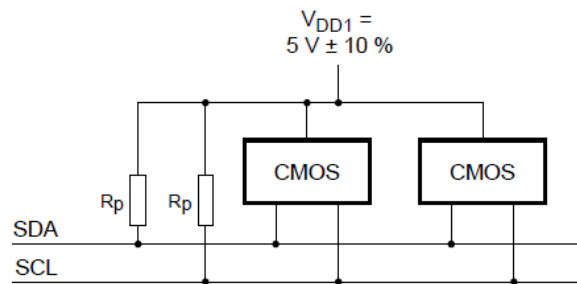 VDD1 =
5 V ± 10 %
CMOS CMOS
Rp Rp
SDA
SCL